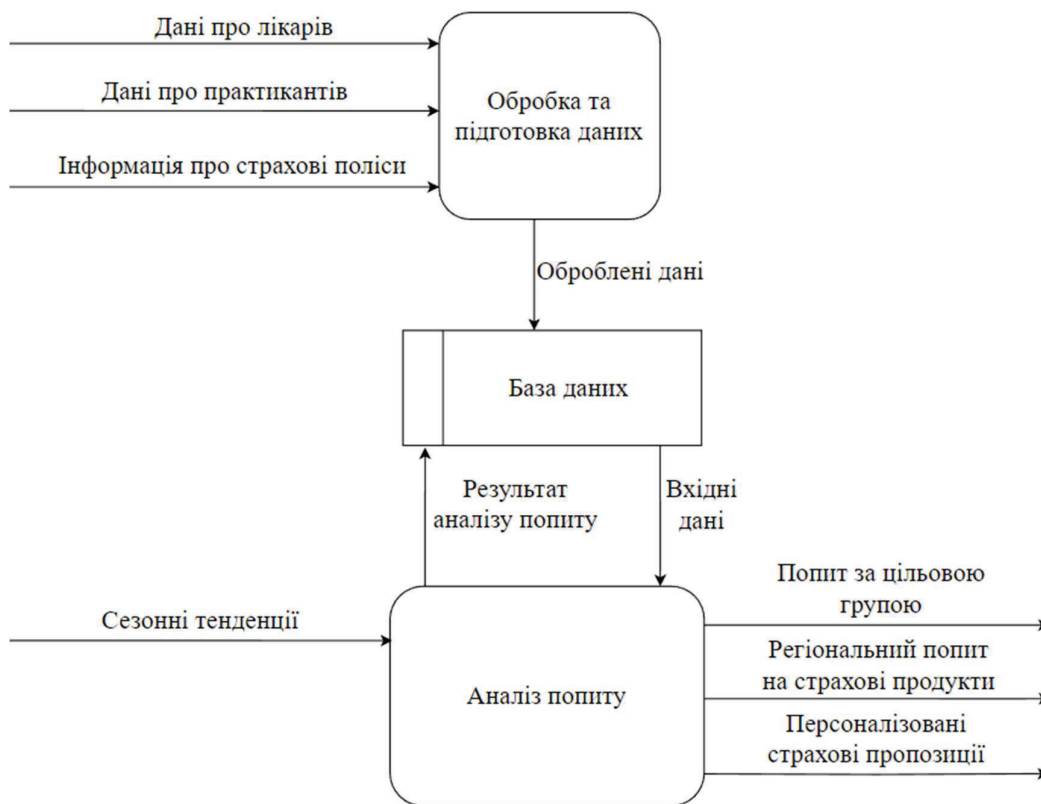 Дані про лікарів
Дані про практикантів
Інформація про страхові поліси
Обробка та
підготовка даних
Оброблені дані
База даних
Результат
аналізу попиту
Вхідні
дані
Сезонні тенденції
Аналіз попиту
Попит за цільовою
групою
Регіональний попит
на страхові продукти
Персоналізовані
страхові пропозиції